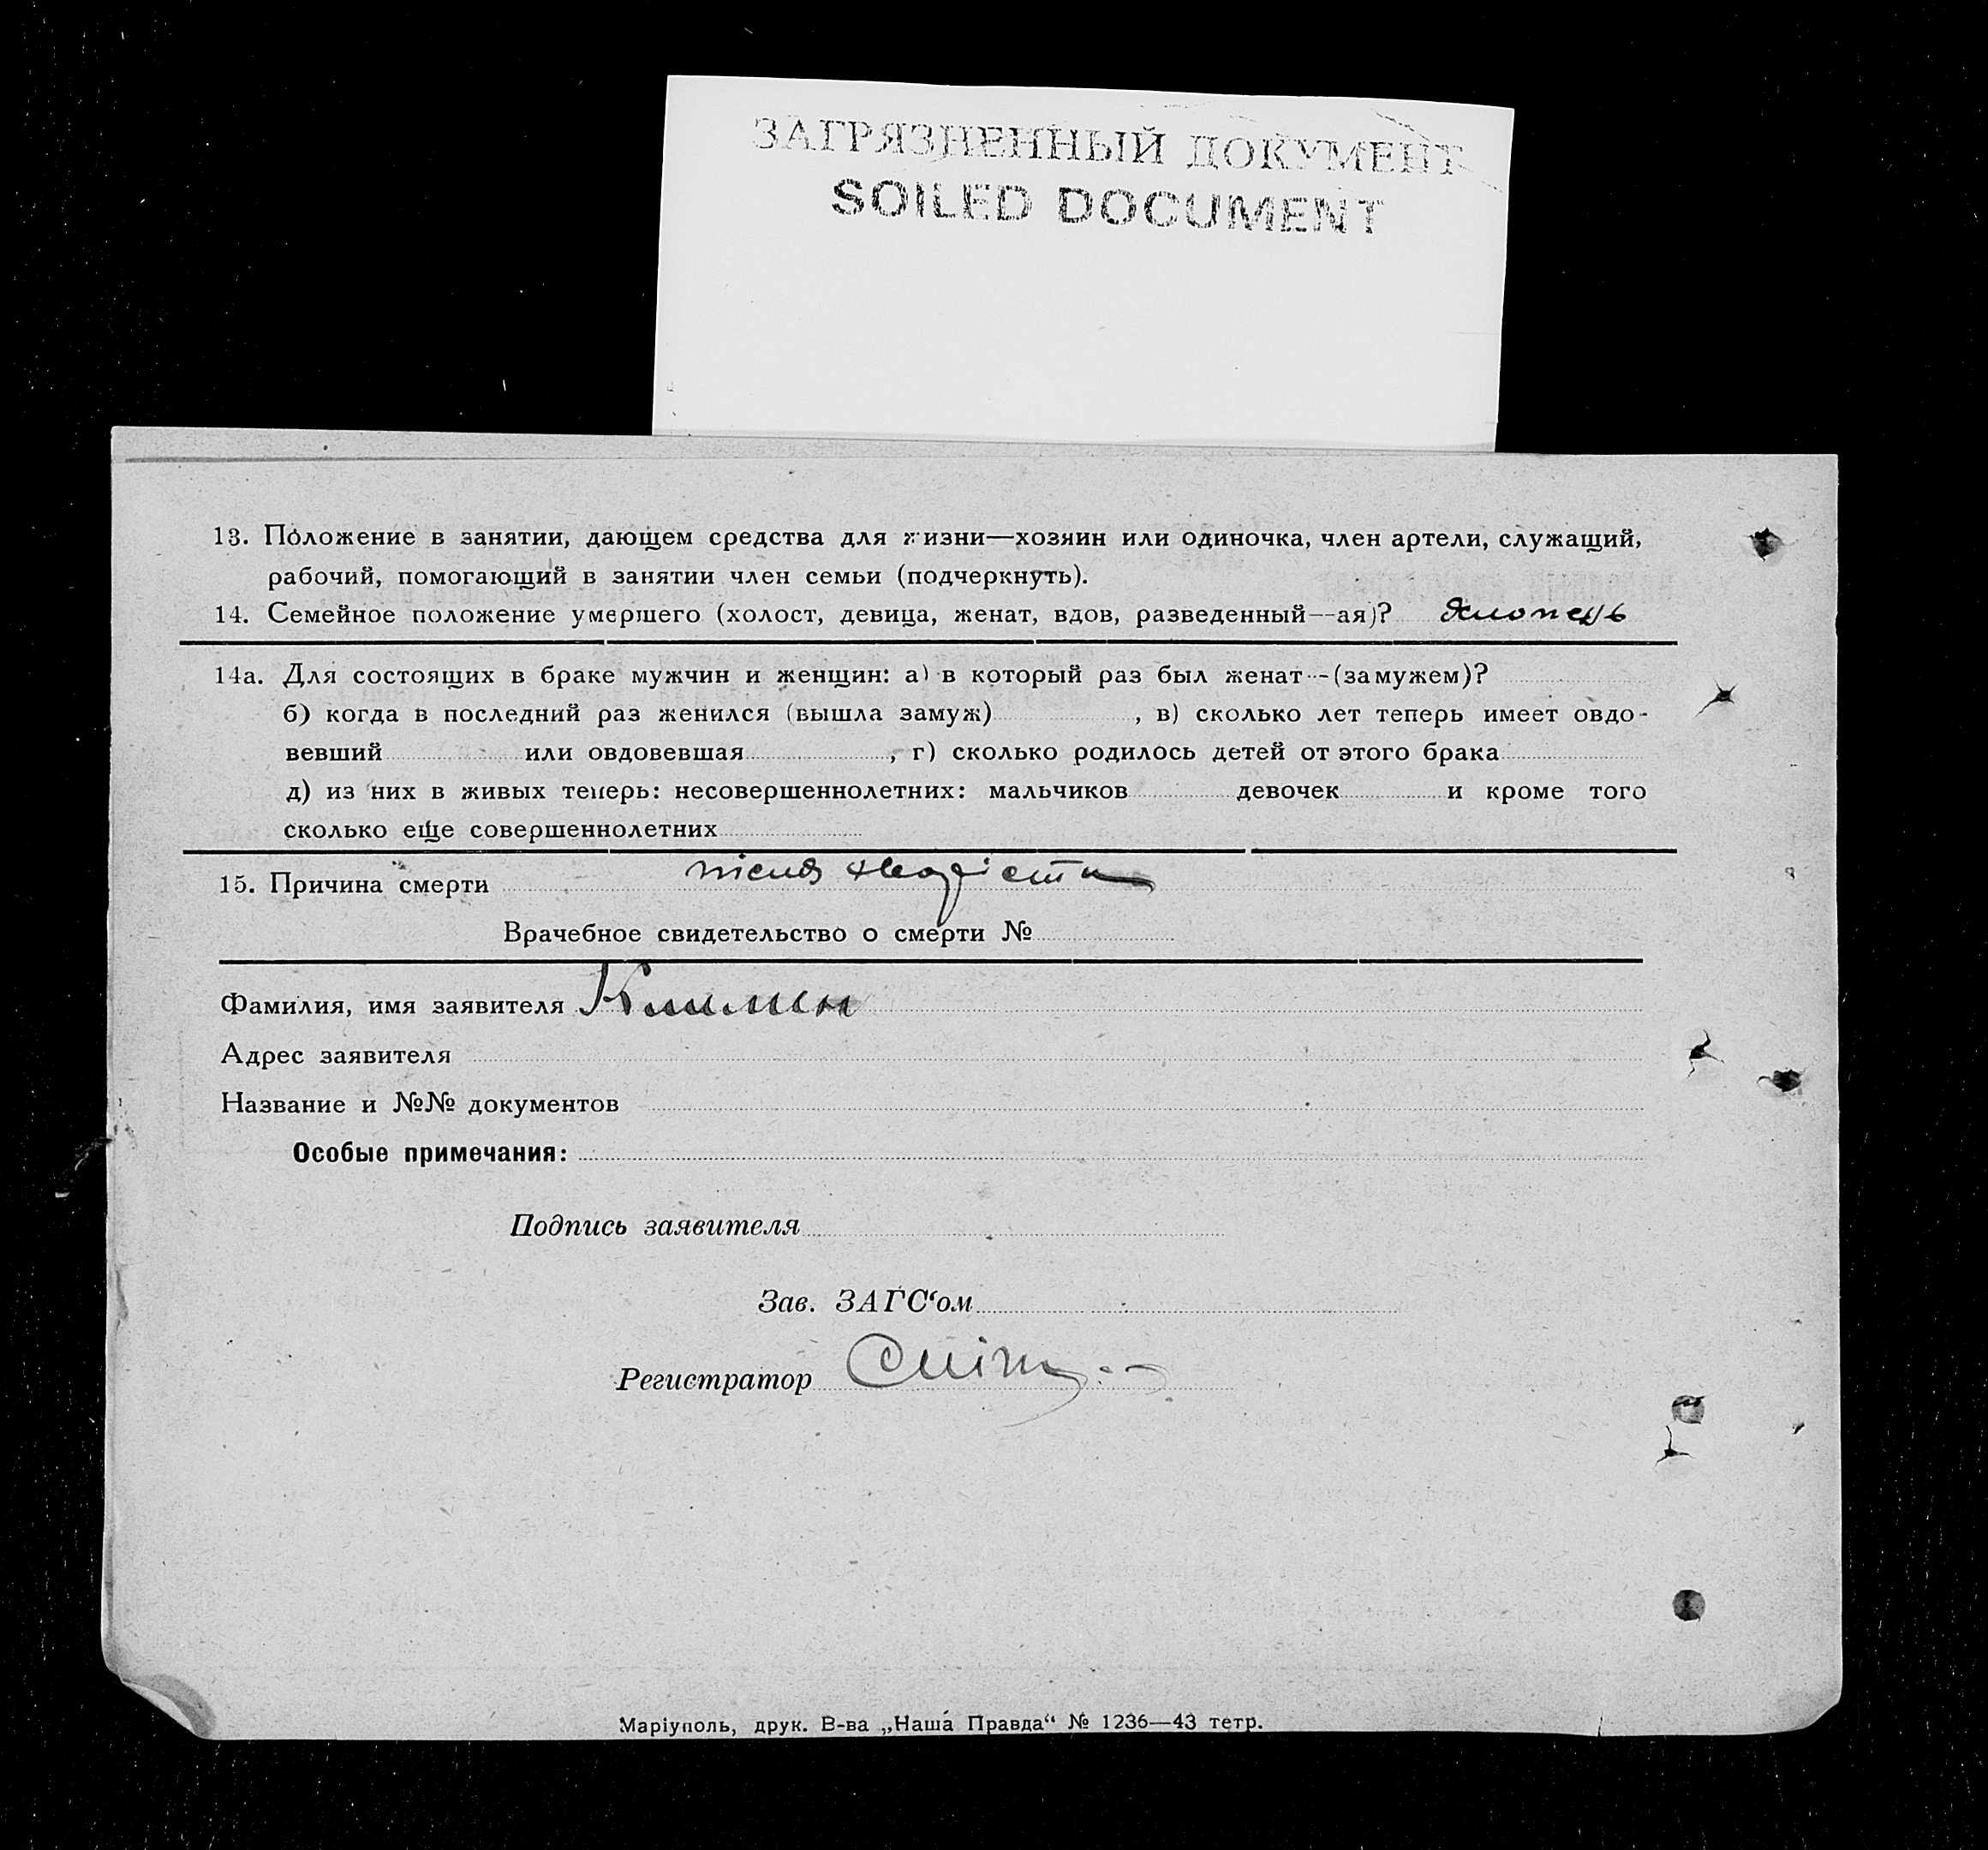 ЗАГРЯЗНЕННЫЙ ДОКУМЕНТ
SOILED DOCUMENT
13. Положение в занятии, дающем средства для жизни—хозяин или одиночка, член артели, служащий,
рабочий, помогающий в занятии член семьи (подчеркнуть).
14. Семейное положение умершего (холост, девица, женат, вдов, разведенный—ая)? хлопець
14а. Для состоящих в браке мужчин и женщин: а) в который раз был женат—(замужем)?
б) когда в последний раз женился (вышла замуж) , в) сколько лет теперь имеет овдо-
вевший или овдовевшая , г) сколько родилось детей от этого брака
д) из них в живых теперь: несовершеннолетних: мальчиков девочек и кроме того
сколько еще совершеннолетних
15. Причина смерти
Врачебное свидетельство о смерти №
Фамилия, имя заявителя
Адрес заявителя
Название и №№ документов
Особые примечания:
Подпись заявителя
Зав. ЗАГС‘ом
Регистратор
Маріуполь, друк. В-ва „Наша Правда“ № 1236—43 тетр.